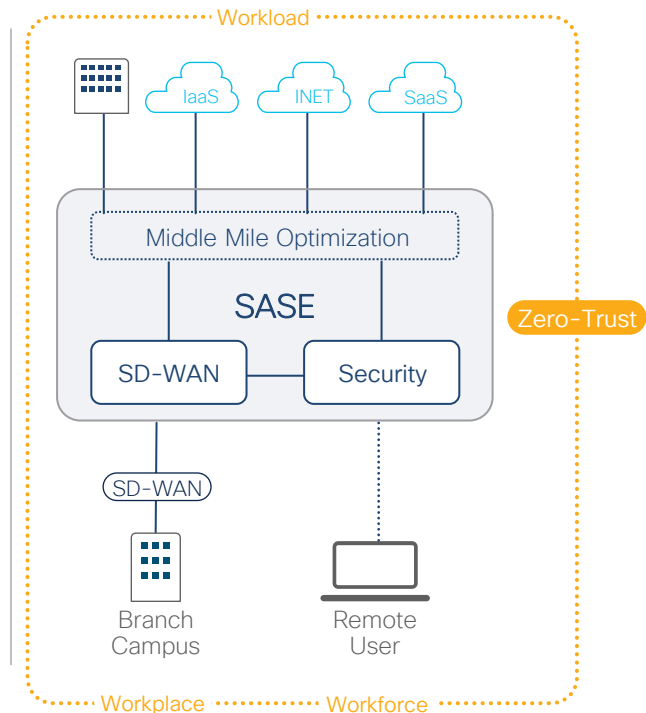 Workload
IaaS
INET
SaaS
Middle Mile Optimization
SASE
Zero-Trust
SD-WAN
Security
SD-WAN
Branch
Campus
Remote
User
Workplace
Workforce